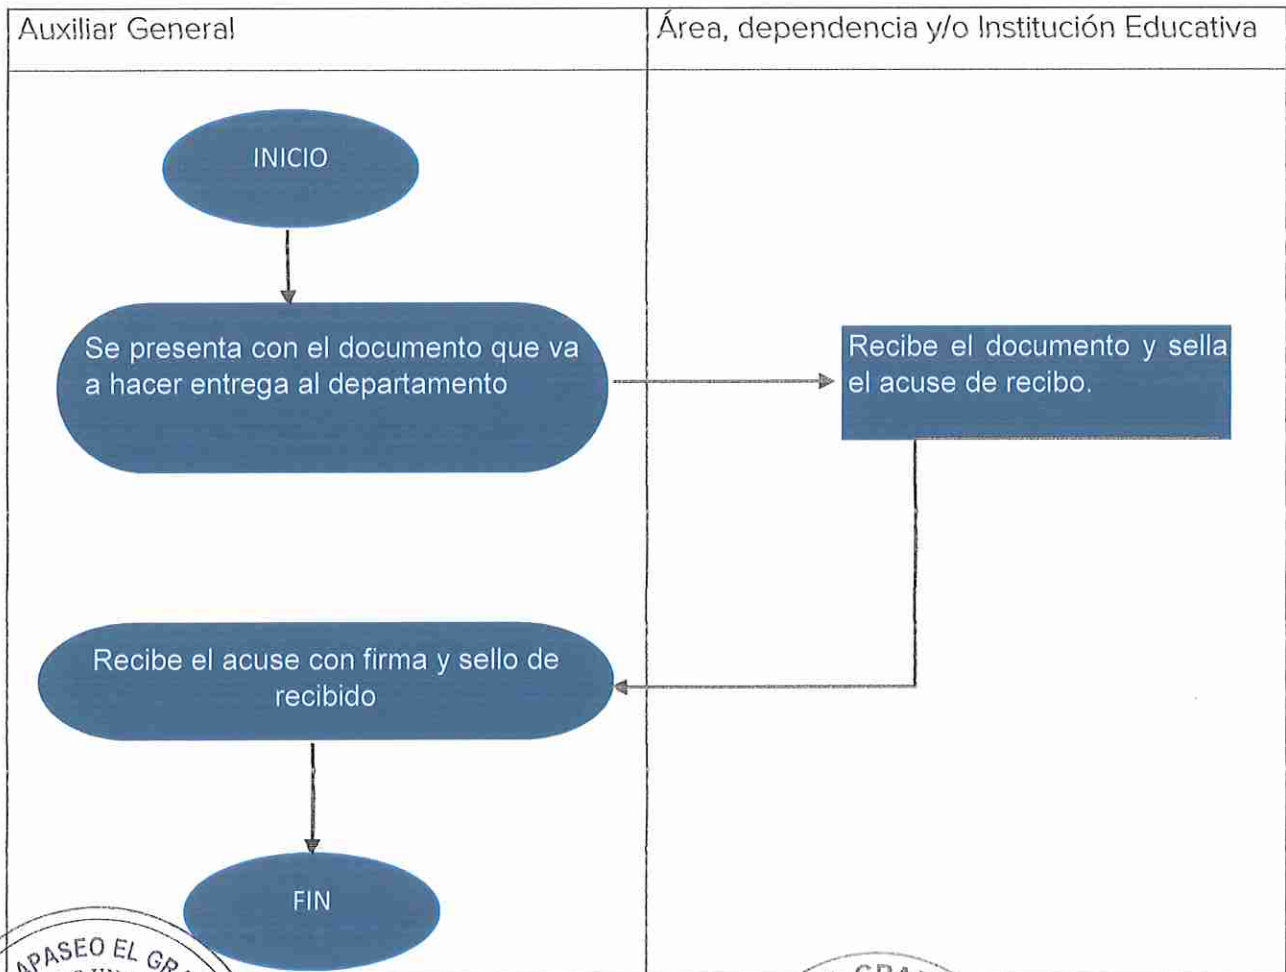 Auxiliar General
Área, dependencia y/o Institución Educativa
INICIO
Se presenta con el documento que va
a hacer entrega al departamento
Recibe el documento y sella
el acuse de recibo.
Recibe el acuse con firma y sello de
recibido
FIN
APASEO EL